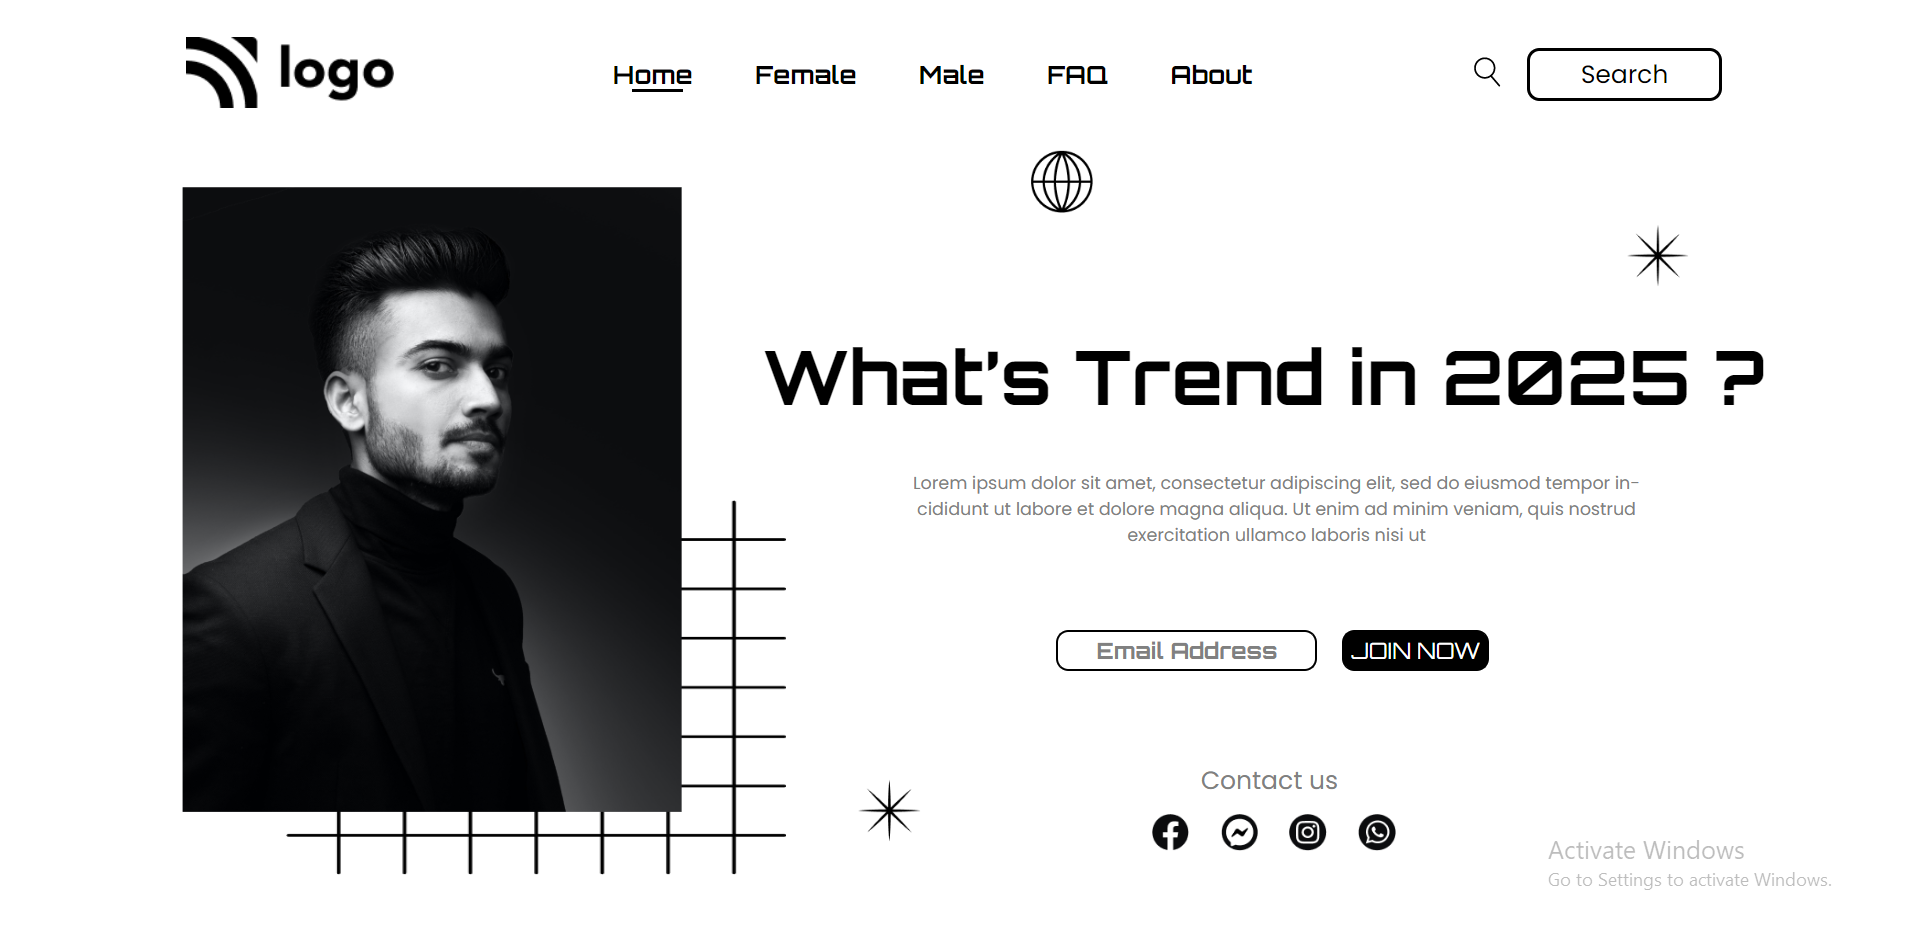 logo
Home Female Male FAQ About
Search
What's Trend in 2025 ?
Lorem ipsum dolor sit amet, consectetur adipiscing elit, sed do eiusmod tempor in-
cididunt ut labore et dolore magna aliqua. Ut enim ad minim veniam, quis nostrud
exercitation ullamco laboris nisi ut
Email Address
JOIN NOW
Contact us
Activate Windows
Go to Settings to activate Windows.